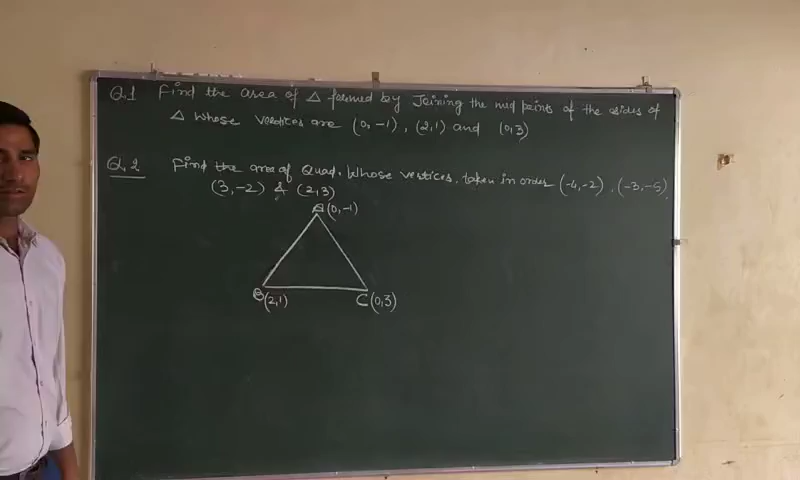 Q.1 Find the area of Δ formed by Joining the mid points of the sides of
Δ Whose vertices are (0, -1), (2,1) and (0,3)
Q.2 Find the area of Quad. Whose vertices, taken in order (-4,-2), (-3,-5),
(3,-2) & (2,3)
A(0,-1)
B(2,1) C(0,3)